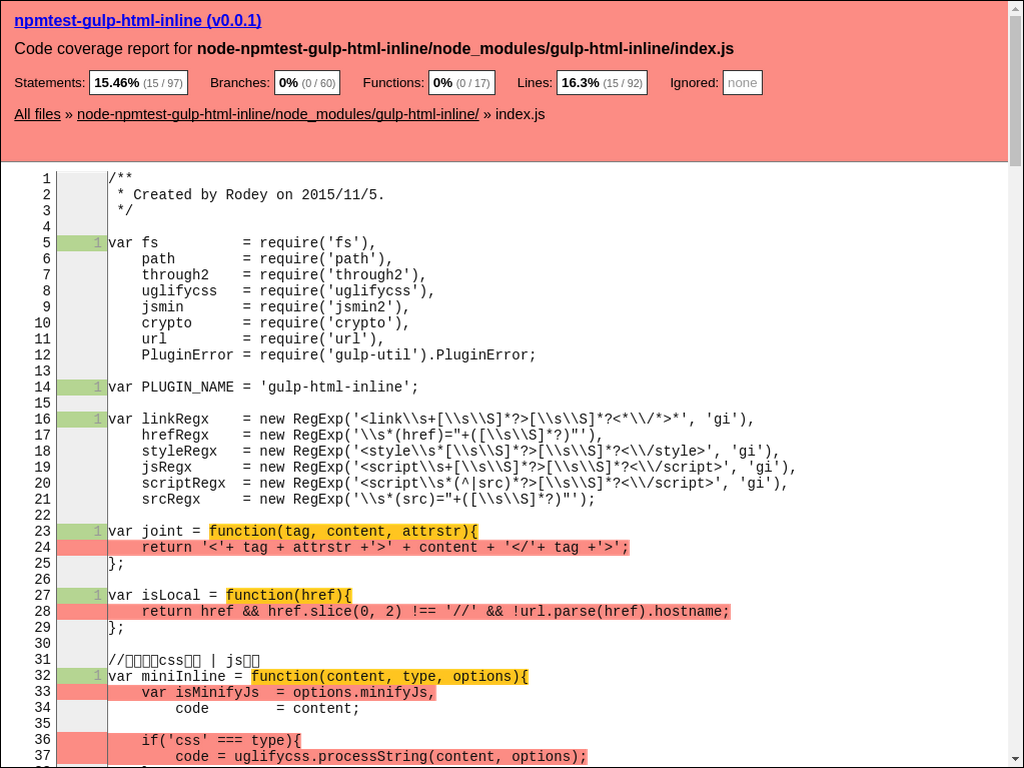 npmtest-gulp-html-inline (v0.0.1)
Code coverage report for node-npmtest-gulp-html-inline/node_modules/gulp-html-inline/index.js
Statements: 15.46% (15 / 97) Branches: 0% (0 / 60) Functions: 0% (0 / 17) Lines: 16.3% (15 / 92) Ignored: none
All files » node-npmtest-gulp-html-inline/node_modules/gulp-html-inline/ » index.js
1 /**
2  * Created by Rodey on 2015/11/5.
3  */
4
5 1 var fs          = require('fs'),
6     path        = require('path'),
7     through2    = require('through2'),
8     uglifycss   = require('uglifycss'),
9     jsmin       = require('jsmin2'),
10     crypto      = require('crypto'),
11     url         = require('url'),
12     PluginError = require('gulp-util').PluginError;
13
14 1 var PLUGIN_NAME = 'gulp-html-inline';
15
16 1 var linkRegx    = new RegExp('<link\\s+[\\s\\S]*?>[\\s\\S]*?<*\\/*>*', 'gi'),
17     hrefRegx    = new RegExp('\\s*(href)="+([\\s\\S]*?)"'),
18     styleRegx   = new RegExp('<style\\s*[\\s\\S]*?>[\\s\\S]*?<\\/style>', 'gi'),
19     jsRegx      = new RegExp('<script\\s+[\\s\\S]*?>[\\s\\S]*?<\\/script>', 'gi'),
20     scriptRegx  = new RegExp('<script\\s*(^|src)*?>[\\s\\S]*?<\\/script>', 'gi'),
21     srcRegx     = new RegExp('\\s*(src)="+([\\s\\S]*?)"');
22
23 1 var joint = function(tag, content, attrstr){
24     return '<'+ tag + attrstr +'>' + content + '</'+ tag +'>';
25 };
26
27 1 var isLocal = function(href){
28     return href && href.slice(0, 2) !== '//' && !url.parse(href).hostname;
29 };
30
31 //css | js
32 1 var miniInline = function(content, type, options){
33     var isMinifyJs  = options.minifyJs,
34         code        = content;
35
36     if('css' === type){
37         code = uglifycss.processString(content, options);